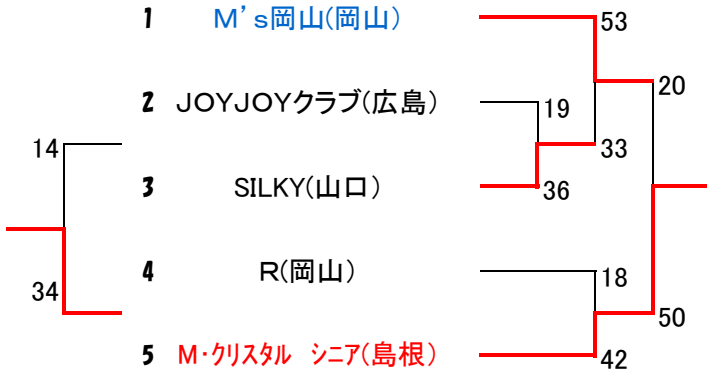 1 M's岡山(岡山) 53
20
2 JOYJOYクラブ(広島) 19
14 33
3 SILKY(山口) 36
4 R(岡山) 18
34
50
5 M・クリスタル シニア(島根) 42